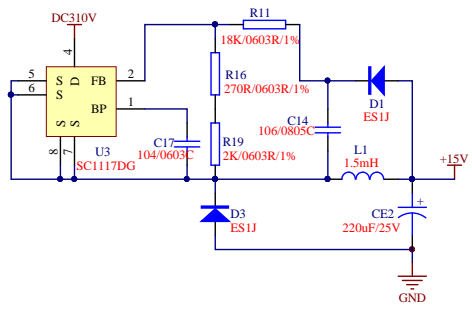 DC310V
R11
18K/0603R/1%
4
5
6
S
S
D
FB
BP
S
S
2
1
R16
270R/0603R/1%
D1
ES1J
C14
106/0805C
U3
SC1117DG
8
7
C17
104/0603C
R19
2K/0603R/1%
L1
1.5mH
+15V
D3
ES1J
CE2
+
220uF/25V
GND